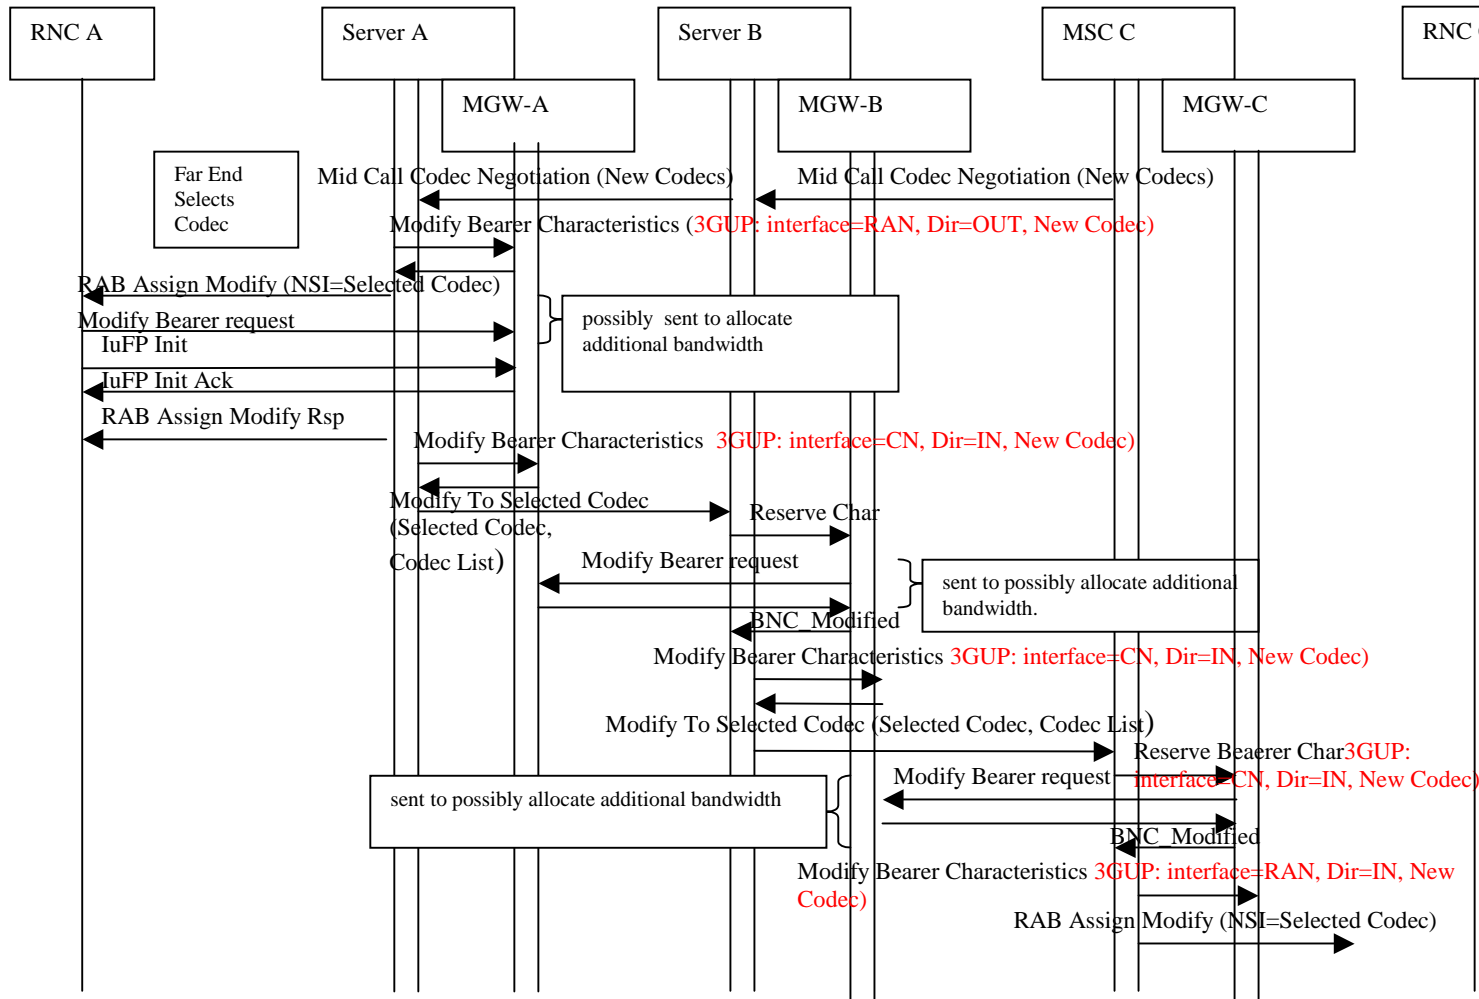 RNC A
Server A
Server B
MSC C
RNC
MGW-A
MGW-B
MGW-C
Far End
Selects
Codec
Mid Call Codec Negotiation (New Codecs)
Mid Call Codec Negotiation (New Codecs)
Modify Bearer Characteristics (3GUP: interface=RAN, Dir=OUT, New Codec)
RAB Assign Modify (NSI=Selected Codec)
Modify Bearer request
possibly sent to allocate
additional bandwidth
IuFP Init
IuFP Init Ack
RAB Assign Modify Rsp
Modify Bearer Characteristics 3GUP: interface=CN, Dir=IN, New Codec)
Modify To Selected Codec
(Selected Codec,
Codec List)
Reserve Char
Modify Bearer request
sent to possibly allocate additional
bandwidth.
BNC_Modified
Modify Bearer Characteristics 3GUP: interface=CN, Dir=IN, New Codec)
Modify To Selected Codec (Selected Codec, Codec List)
Reserve Beaerer Char3GUP:
interface=CN, Dir=IN, New Codec)
Modify Bearer request
sent to possibly allocate additional bandwidth
BNC_Modified
Modify Bearer Characteristics 3GUP: interface=RAN, Dir=IN, New
Codec)
RAB Assign Modify (NSI=Selected Codec)